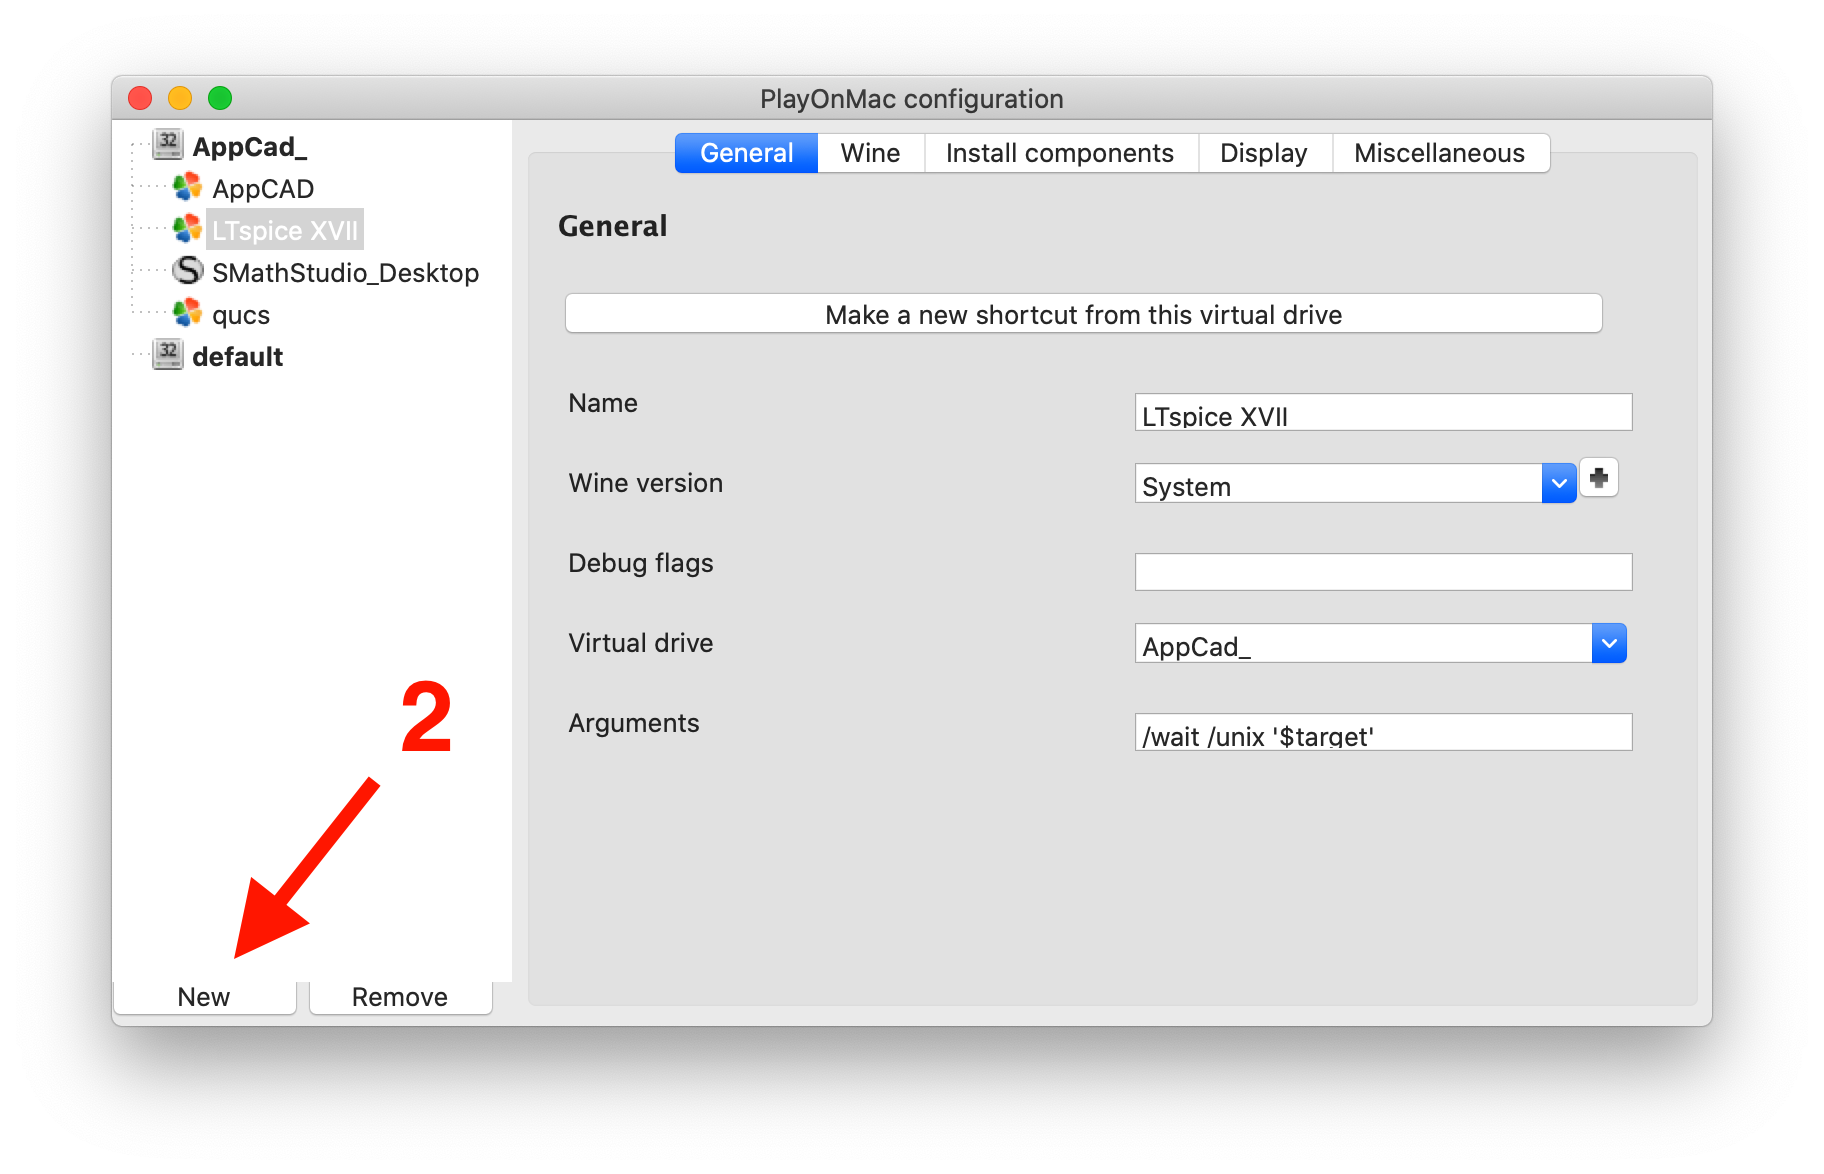 PlayOnMac configuration
32 AppCad_
AppCAD
LTspice XVII
S SMathStudio_Desktop
qucs
32 default
General Wine Install components Display Miscellaneous
General
Make a new shortcut from this virtual drive
Name LTspice XVII
Wine version System
Debug flags
Virtual drive AppCad_
Arguments /wait /unix '$target'
2
New Remove